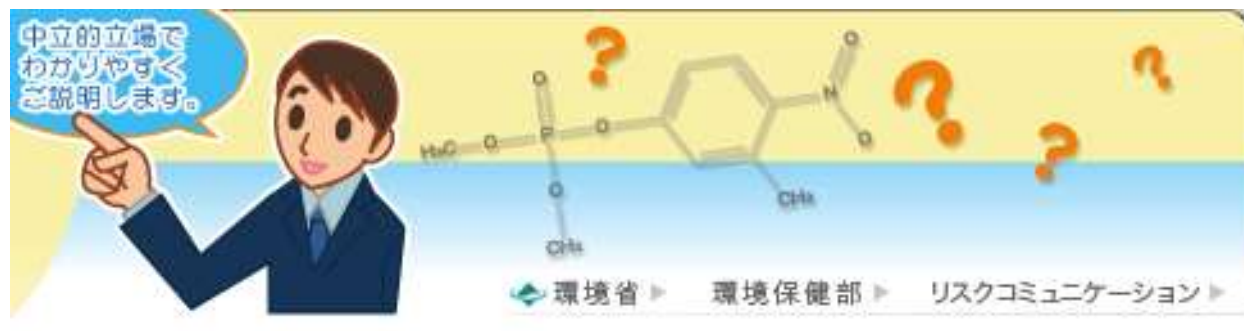 中立的立場で
わかりやすく
ご説明します。
? ? ? ?
O
O
N
O
O
P
O
H₃C
O
CH₃
CH₃
環境省 環境保健部 リスクコミュニケーション